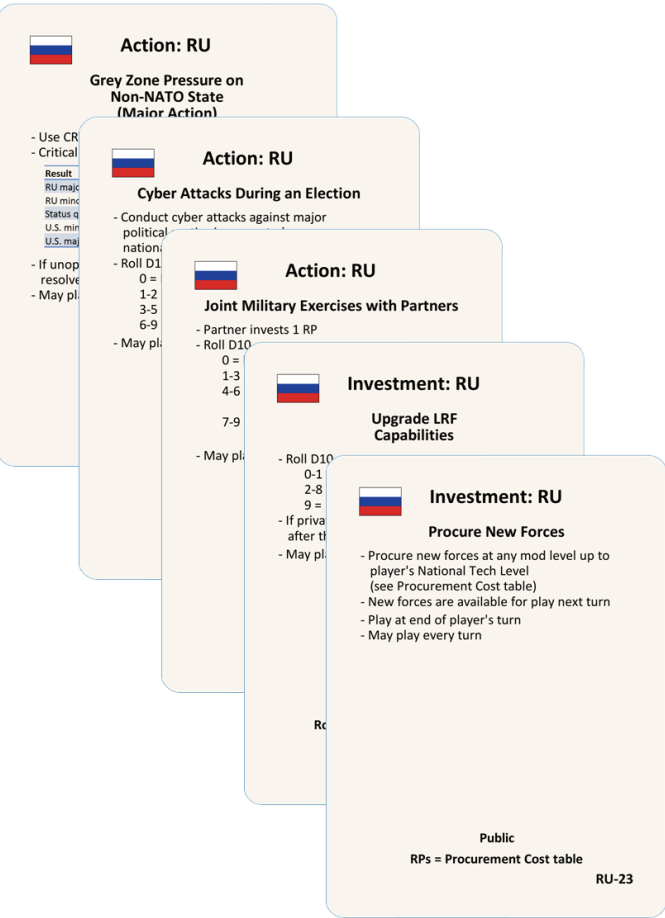 Action: RU
Grey Zone Pressure on
Non-NATO State
(Major Action)
- Use CR
- Critical
Result
RU majo
RU mino
Status q
U.S. min
U.S. maj
- If unop
resolve
- May pl
Action: RU
Cyber Attacks During an Election
- Conduct cyber attacks against major
political
nationa
- Roll D1
0 =
1-2
3-5
6-9
- May pla
Action: RU
Joint Military Exercises with Partners
- Partner invests 1 RP
- Roll D10
0 =
1-3
4-6
7-9
- May pla
Investment: RU
Upgrade LRF
Capabilities
- Roll D10
0-1
2-8
9 =
- If priva
after th
- May pl
Ro
Investment: RU
Procure New Forces
- Procure new forces at any mod level up to
player's National Tech Level
(see Procurement Cost table)
- New forces are available for play next turn
- Play at end of player's turn
- May play every turn
Public
RPs = Procurement Cost table
RU-23